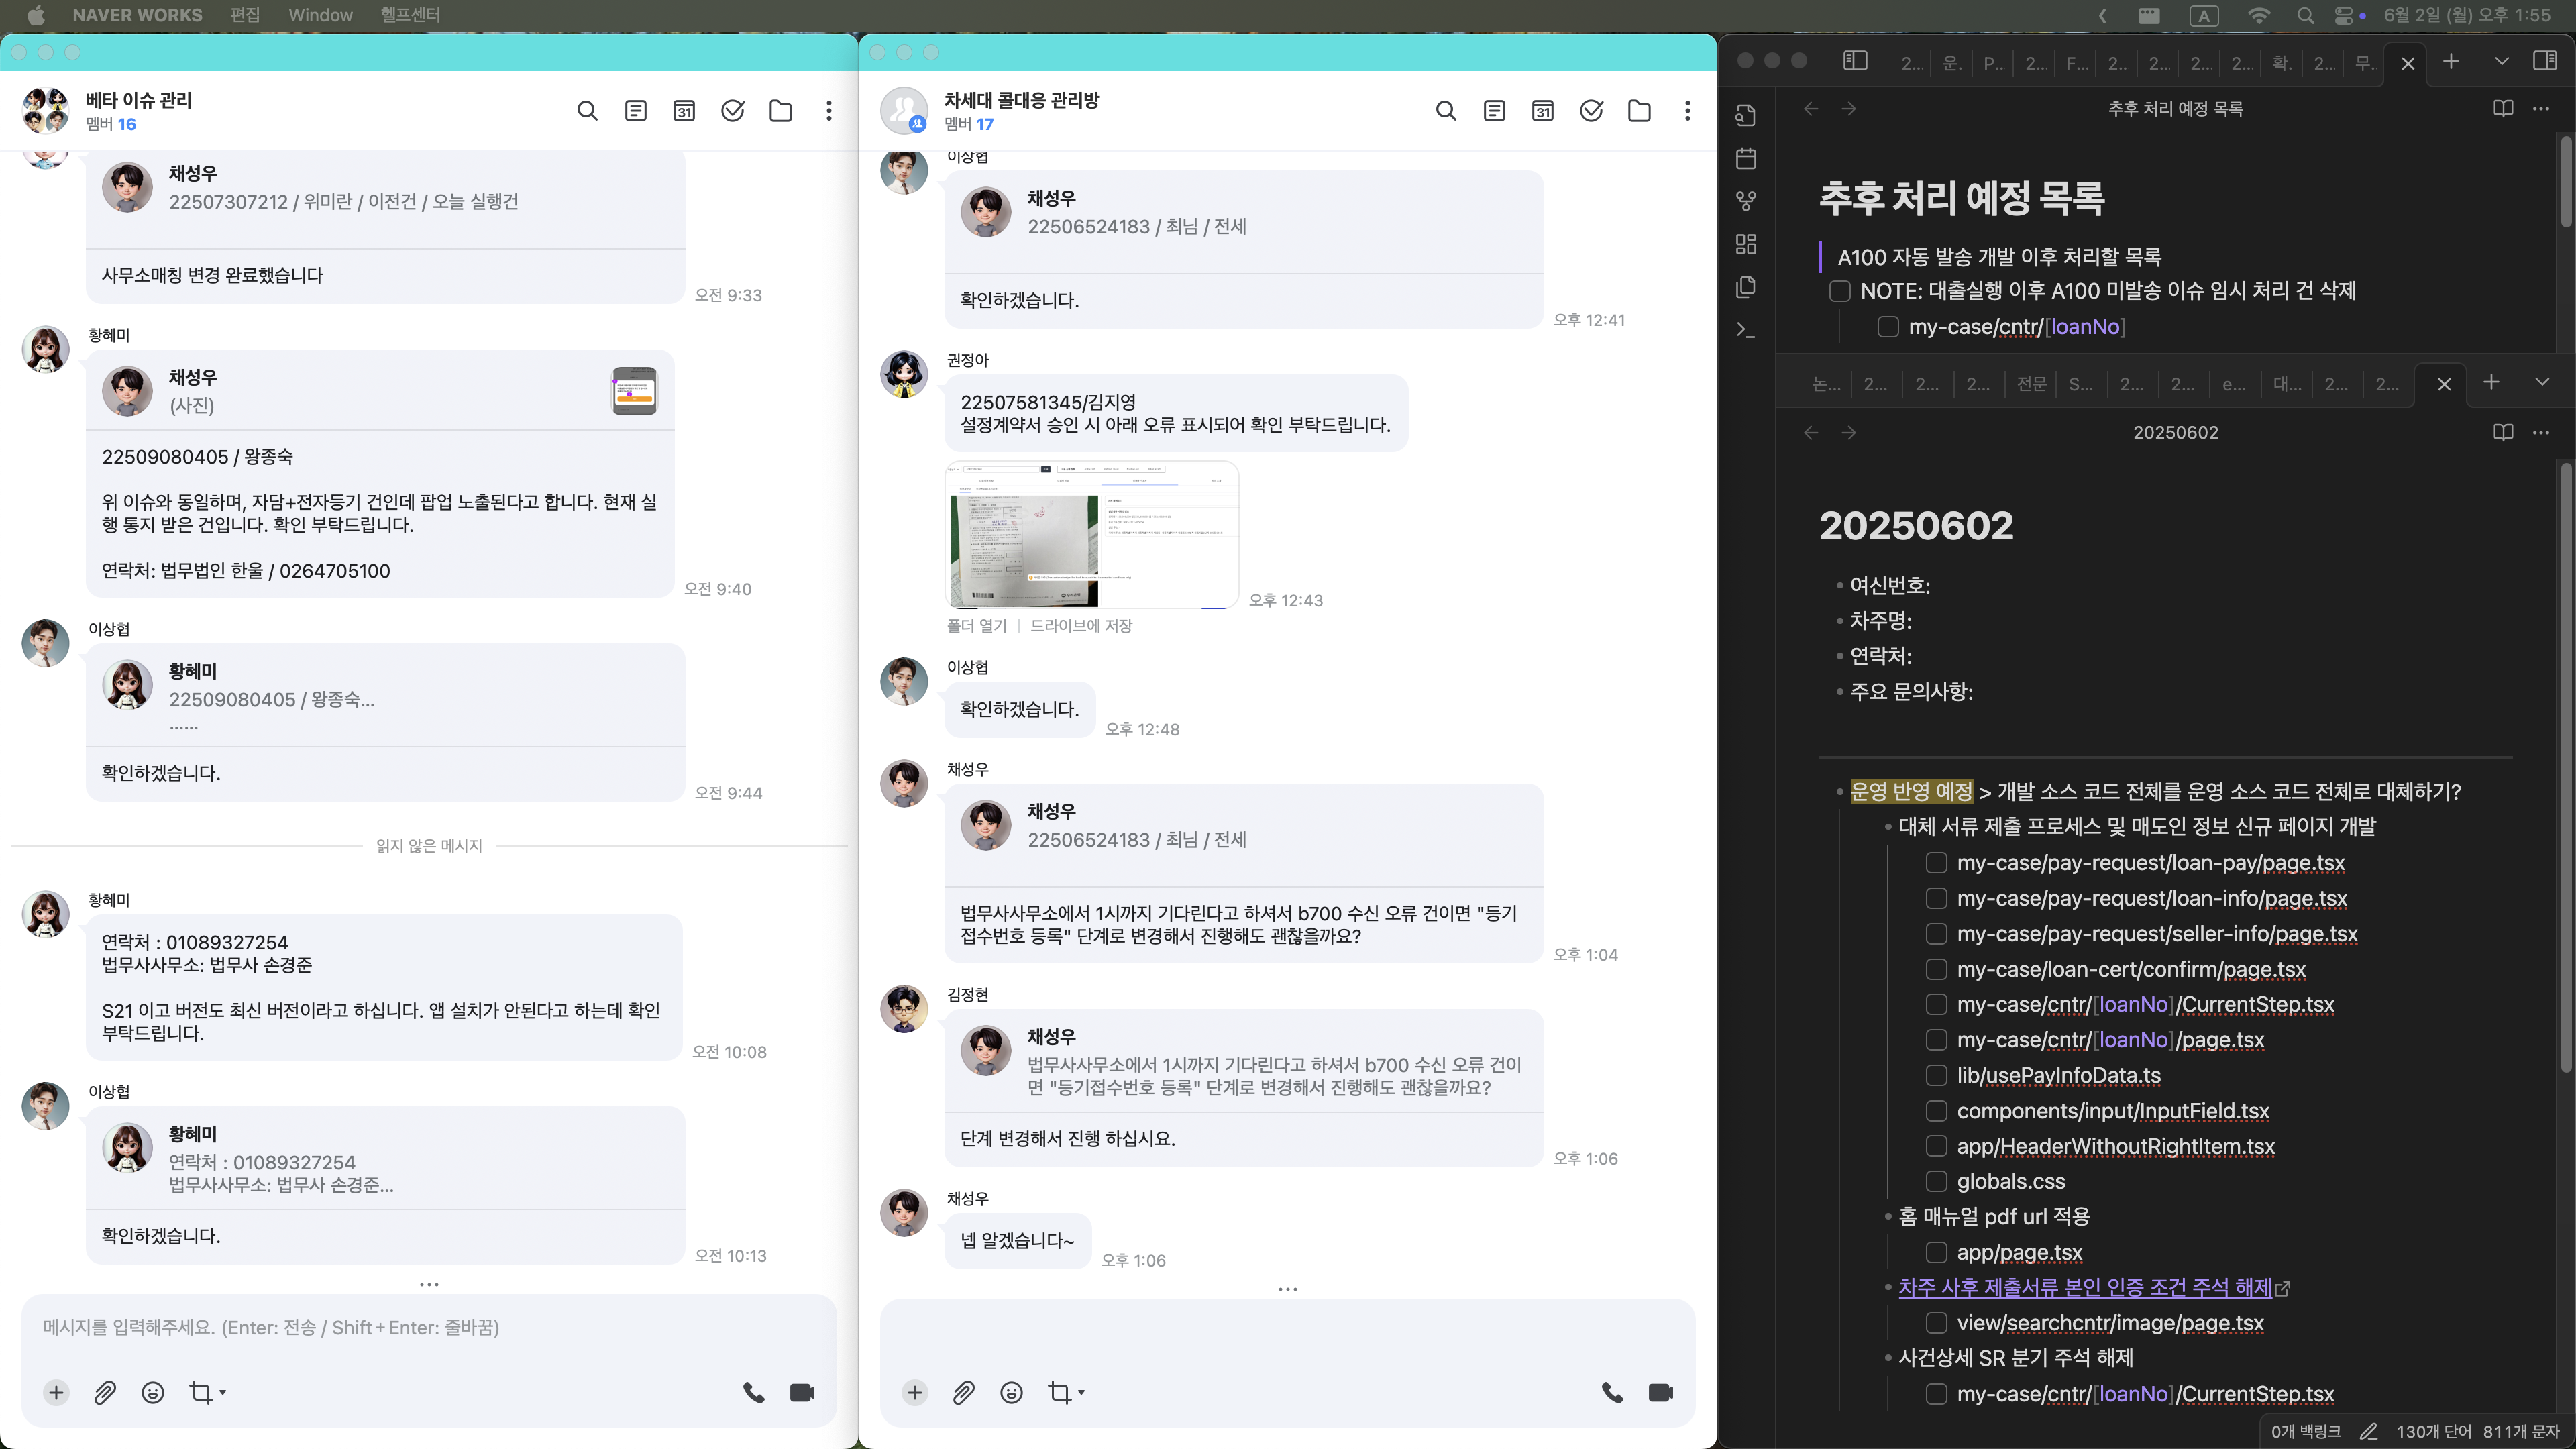 NAVER WORKS 편집 Window 헬프센터
A 6월 2일 (월) 오후 1:55
베타 이슈 관리
멤버 16
31
채성우
22507307212 / 위미란 / 이전건 / 오늘 실행건
사무소매칭 변경 완료했습니다
오전 9:33
황혜미
채성우
(사진)
22509080405 / 왕종숙
위 이슈와 동일하며, 자담+전자등기 건인데 팝업 노출된다고 합니다. 현재 실
행 통지 받은 건입니다. 확인 부탁드립니다.
연락처: 법무법인 한울 / 0264705100
오전 9:40
이상협
황혜미
22509080405 / 왕종숙...
......
확인하겠습니다.
오전 9:44
읽지 않은 메시지
황혜미
연락처 : 01089327254
법무사사무소: 법무사 손경준
S21 이고 버전도 최신 버전이라고 하십니다. 앱 설치가 안된다고 하는데 확인
부탁드립니다.
오전 10:08
이상협
황혜미
연락처 : 01089327254
법무사사무소: 법무사 손경준...
확인하겠습니다.
오전 10:13
메시지를 입력해주세요. (Enter: 전송 / Shift + Enter: 줄바꿈)
차세대 콜대응 관리방
멤버 17
31
이상협
채성우
22506524183 / 최님 / 전세
확인하겠습니다.
오후 12:41
권정아
22507581345/김지영
설정계약서 승인 시 아래 오류 표시되어 확인 부탁드립니다.
오후 12:43
폴더 열기 | 드라이브에 저장
이상협
확인하겠습니다.
오후 12:48
채성우
채성우
22506524183 / 최님 / 전세
법무사사무소에서 1시까지 기다린다고 하셔서 b700 수신 오류 건이면 "등기
접수번호 등록" 단계로 변경해서 진행해도 괜찮을까요?
오후 1:04
김정현
채성우
법무사사무소에서 1시까지 기다린다고 하셔서 b700 수신 오류 건이
면 "등기접수번호 등록" 단계로 변경해서 진행해도 괜찮을까요?
단계 변경해서 진행 하십시요.
오후 1:06
채성우
넵 알겠습니다~
오후 1:06
2... 운. P... 2... F... 2... 2... 2... 2... 확. 2... 무.
추후 처리 예정 목록
추후 처리 예정 목록
A100 자동 발송 개발 이후 처리할 목록
NOTE: 대출실행 이후 A100 미발송 이슈 임시 처리 건 삭제
my-case/cntr/[loanNo]
논... 2... 2... 2... 전문 S... 2... 2... e... 대... 2... 2...
20250602
20250602
여신번호:
차주명:
연락처:
주요 문의사항:
운영 반영 예정 > 개발 소스 코드 전체를 운영 소스 코드 전체로 대체하기?
대체 서류 제출 프로세스 및 매도인 정보 신규 페이지 개발
my-case/pay-request/loan-pay/page.tsx
my-case/pay-request/loan-info/page.tsx
my-case/pay-request/seller-info/page.tsx
my-case/loan-cert/confirm/page.tsx
my-case/cntr/[loanNo]/CurrentStep.tsx
my-case/cntr/[loanNo]/page.tsx
lib/usePayInfoData.ts
components/input/InputField.tsx
app/HeaderWithoutRightItem.tsx
globals.css
홈 매뉴얼 pdf url 적용
app/page.tsx
차주 사후 제출서류 본인 인증 조건 주석 해제
view/searchcntr/image/page.tsx
사건상세 SR 분기 주석 해제
my-case/cntr/[loanNo]/CurrentStep.tsx
0개 백링크 130개 단어 811개 문자